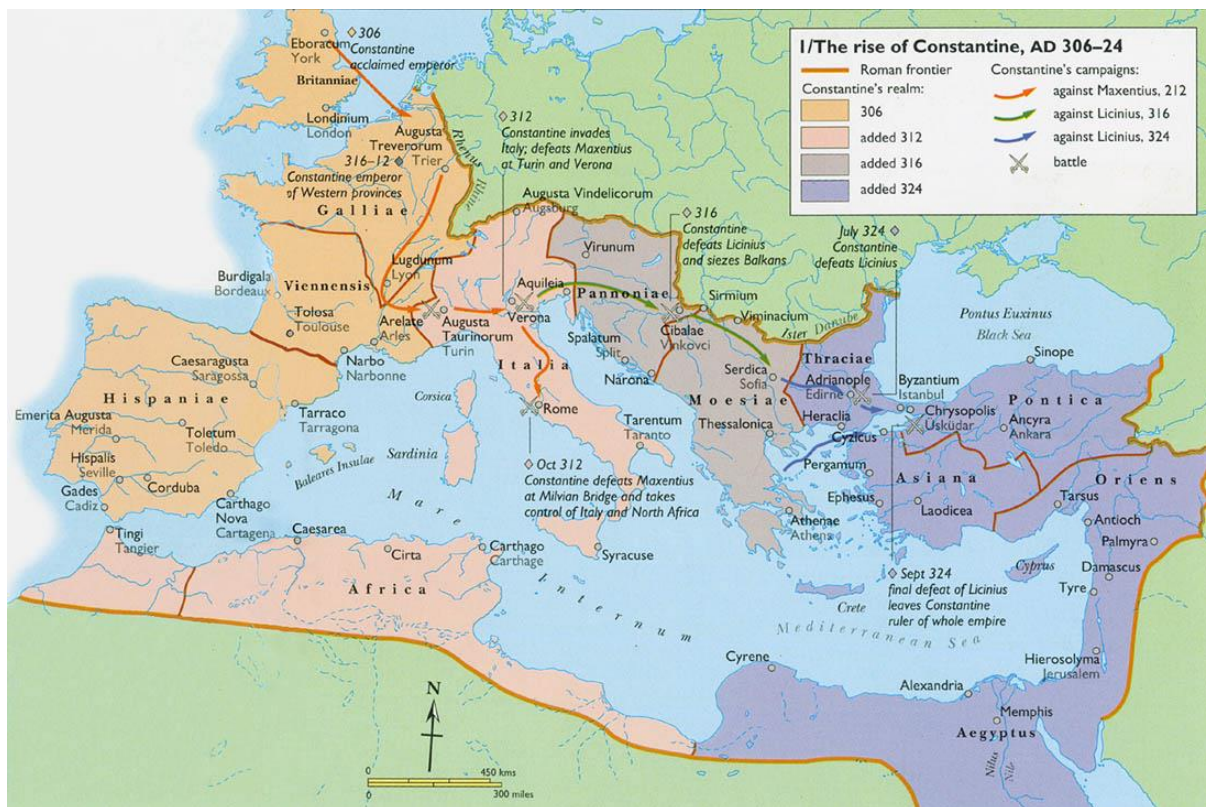 1/The rise of Constantine, AD 306–24
Roman frontier
Constantine's realm:
306
added 312
added 316
added 324
Constantine's campaigns:
against Maxentius, 212
against Licinius, 316
against Licinius, 324
battle
306
Constantine
acclaimed emperor
Eboracum
York
Britanniae
Londinium
London
Augusta
Treverorum
Trier
316–12
Constantine emperor
of Western provinces
Galliae
Rhenus
Rhine
312
Constantine invades
Italy; defeats Maxentius
at Turin and Verona
Augusta Vindelicorum
Augsburg
316
Constantine
defeats Licinius
and siezes Balkans
July 324
Constantine
defeats Licinius
Virunum
Burdigala
Bordeaux
Viennensis
Lugdunum
Lyon
Tolosa
Toulouse
Arelate
Arles
Augusta
Taurinorum
Turin
Aquileia
Verona
Pannoniae
Sirmium
Cibalae
Vinkovci
Viminacium
Ister
Danube
Pontus Euxinus
Black Sea
Sinope
Narbo
Narbonne
Spalatum
Split
Narona
Italia
Serdica
Sofia
Moesiae
Thraciae
Adrianople
Edirne
Byzantium
Istanbul
Heraclia
Chrysopolis
Usküdar
Pontica
Ancyra
Ankara
Caesaragusta
Saragossa
Hispaniae
Emerita Augusta
Merida
Toletum
Toledo
Tarraco
Tarragona
Corsica
Rome
Tarentum
Taranto
Thessalonica
Cyzicus
Pergamum
Hispalis
Seville
Corduba
Gades
Cadiz
Carthago
Nova
Cartagena
Baleares Insulae
Sardinia
Oct 312
Constantine defeats Maxentius
at Milvian Bridge and takes
control of Italy and North Africa
Ephesus
Asiana
Laodicea
Oriens
Tarsus
Antioch
Palmyra
Athenae
Athens
Tingi
Tangier
Caesarea
Cirta
Carthago
Carthage
Syracuse
Africa
Mare
Internum
Mediterranean Sea
Crete
Cyprus
Sept 324
final defeat of Licinius
leaves Constantine
ruler of whole empire
Damascus
Tyre
Hierosolyma
Jerusalem
Cyrene
Alexandria
Memphis
Aegyptus
Nilus
Nile
N
0
450 kms
0
300 miles